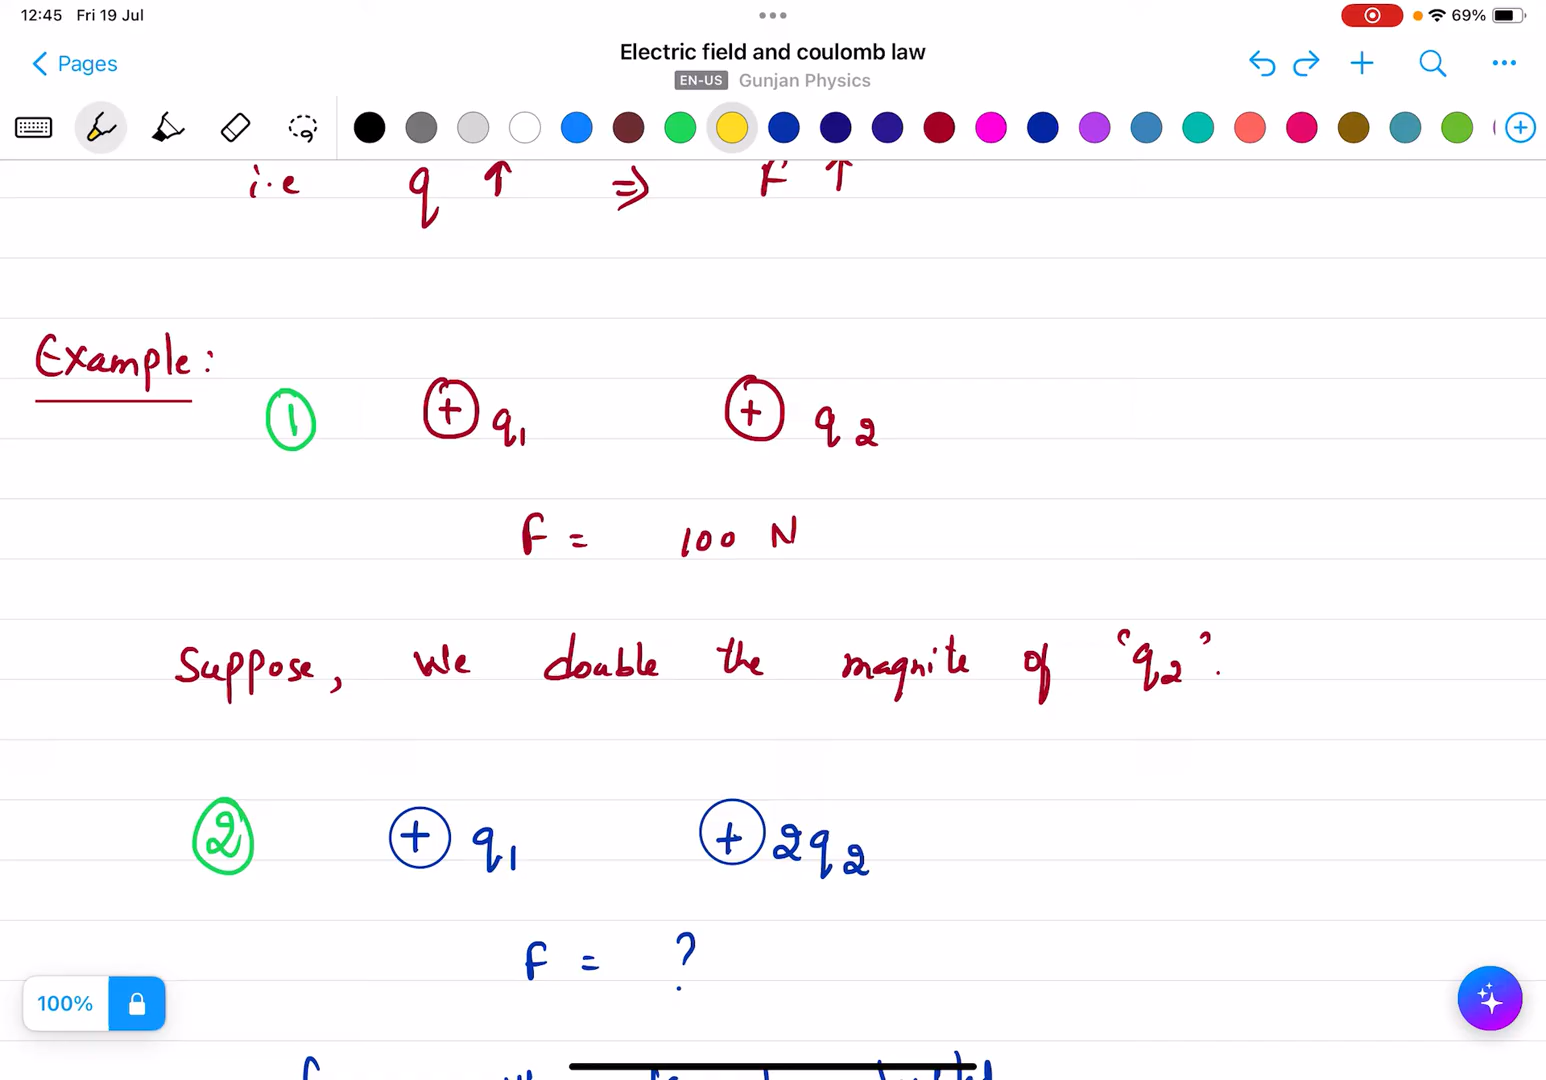 12:45 Fri 19 Jul
69%
Pages
Electric field and coulomb law
EN-US Gunjan Physics
i.e q ↑ ⇒ F ↑
Example:
1 + q1 + q2
F = 100 N
Suppose, We double the magnite of "q2".
2 + q1 + 2q2
F = ?
100%